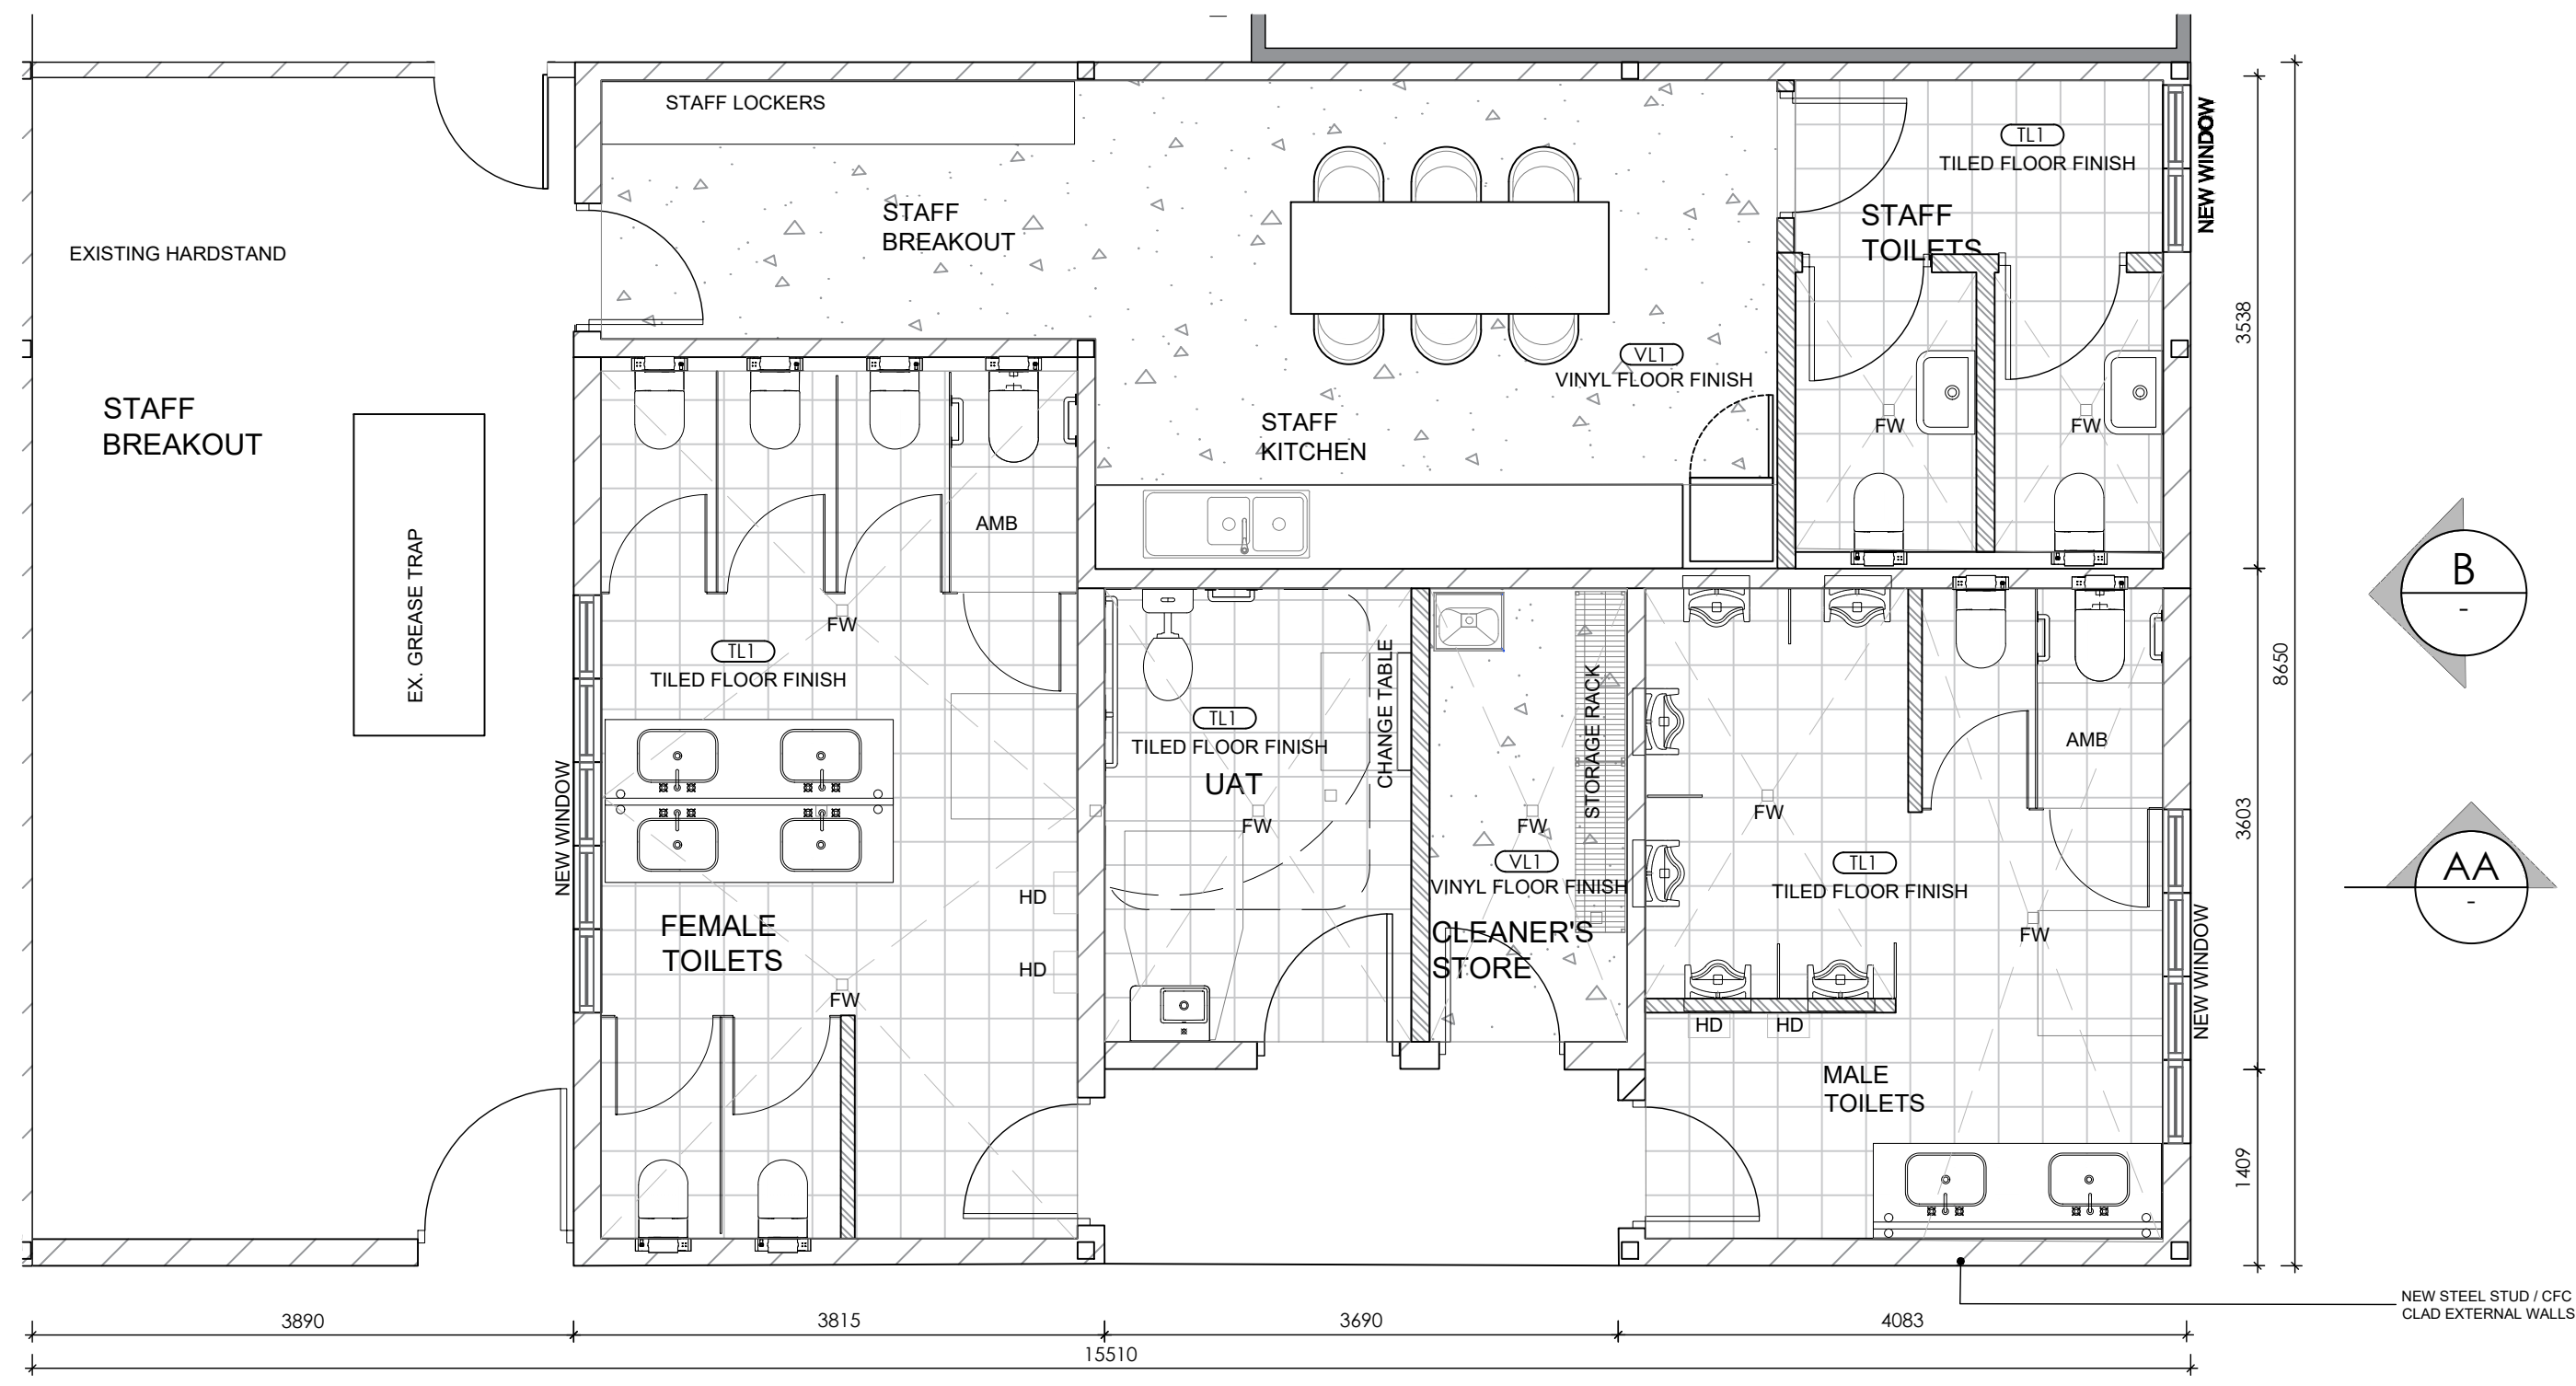 STAFF LOCKERS
NEW WINDOW
TL1
TILED FLOOR FINISH
STAFF
BREAKOUT
STAFF
TOILETS
EXISTING HARDSTAND
3538
VL1
VINYL FLOOR FINISH
STAFF
BREAKOUT
STAFF
KITCHEN
FW
FW
AMB
EX. GREASE TRAP
B
-
FW
TL1
TILED FLOOR FINISH
CHANGE TABLE
STORAGE RACK
8650
TL1
TILED FLOOR FINISH
UAT
AMB
NEW WINDOW
FW
FW
FW
3603
VL1
VINYL FLOOR FINISH
TL1
TILED FLOOR FINISH
AA
-
HD
FEMALE
TOILETS
CLEANER'S
STORE
FW
HD
FW
NEW WINDOW
HD
HD
MALE
TOILETS
1409
NEW STEEL STUD / CFC
CLAD EXTERNAL WALLS
3890
3815
3690
4083
15510